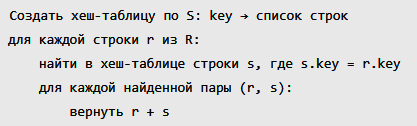 Создать хеш-таблицу по S: key → список строк
для каждой строки r из R:
найти в хеш-таблице строки s, где s.key = r.key
для каждой найденной пары (r, s):
вернуть r + s